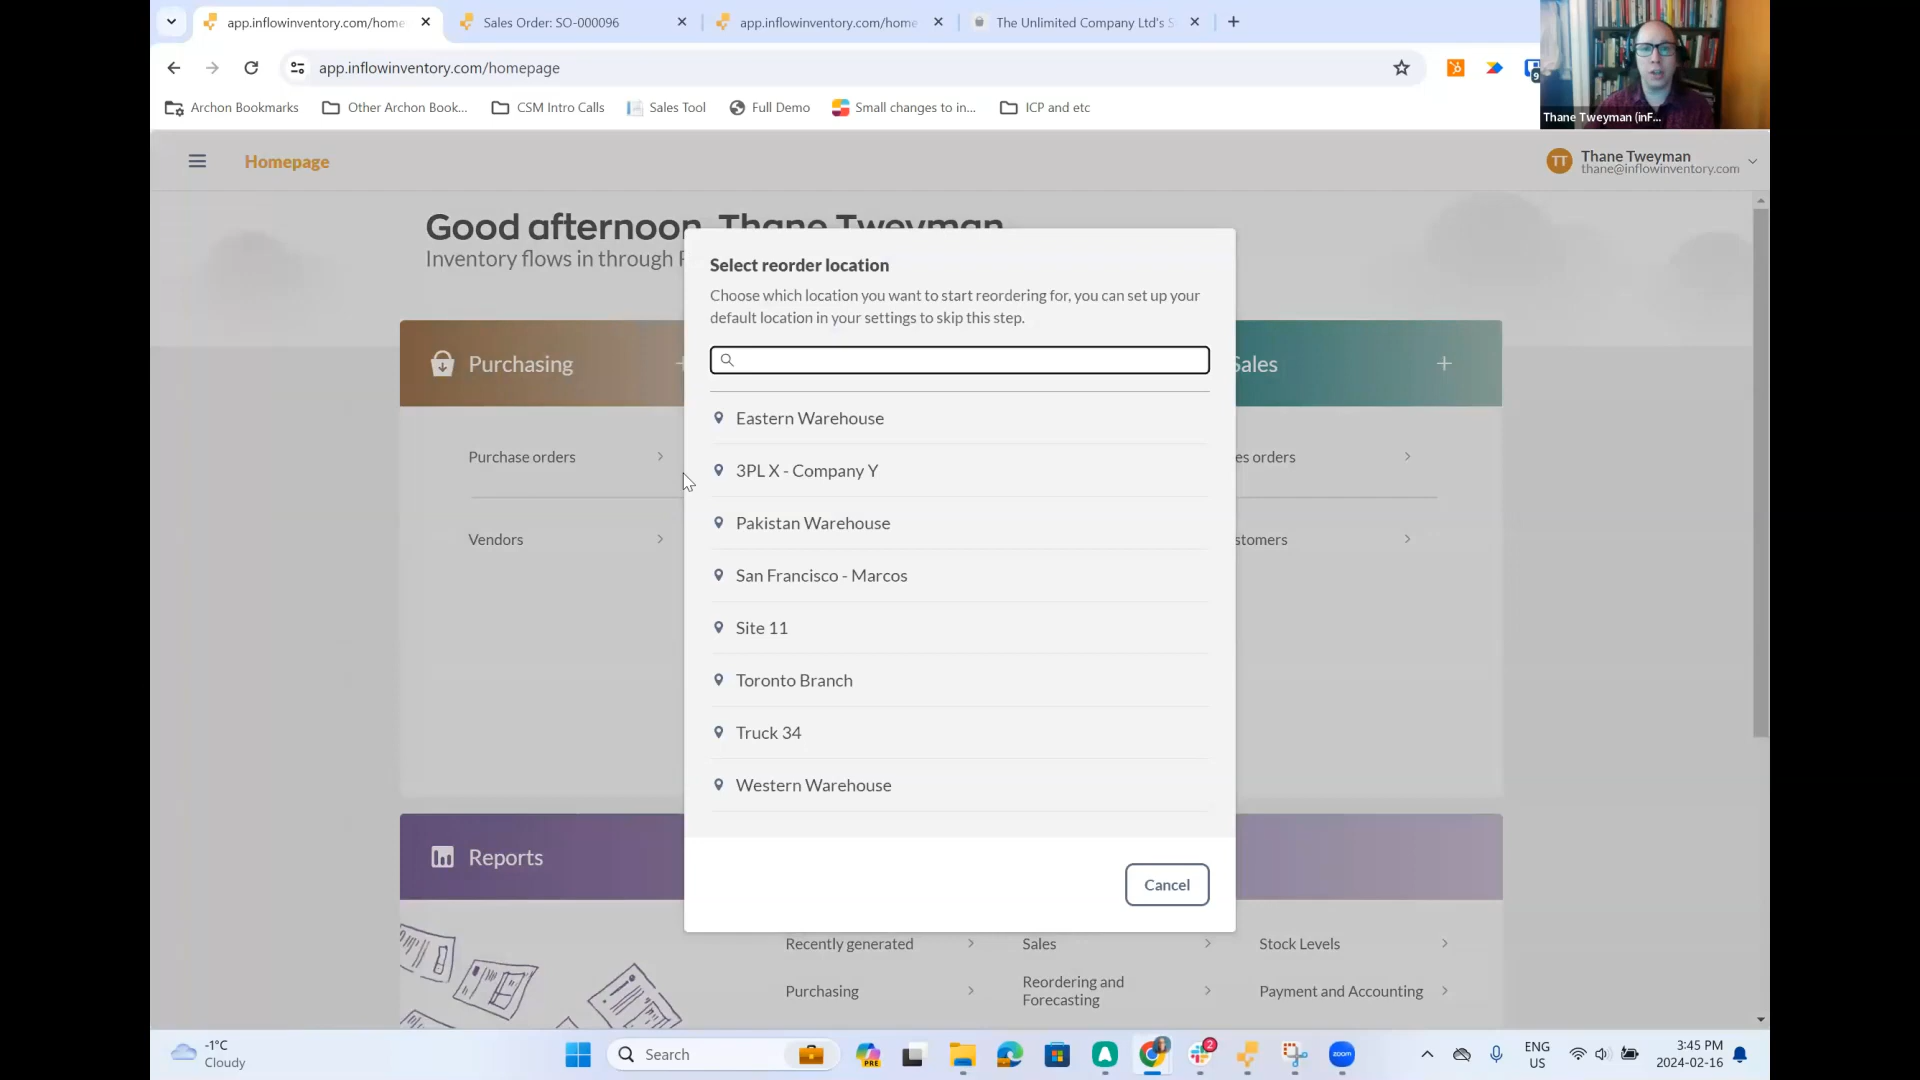 app.inflowinventory.com/home
Sales Order: SO-000096
app.inflowinventory.com/home
The Unlimited Company Ltd's S
app.inflowinventory.com/homepage
9
Archon Bookmarks
Other Archon Book...
CSM Intro Calls
Sales Tool
Full Demo
Small changes to in...
ICP and etc
Thane Tweyman (inF...
Homepage
TT
Thane Tweyman
thane@inflowinventory.com
Good afternoon, Thane Tweyman
Inventory flows in through
Select reorder location
Choose which location you want to start reordering for, you can set up your
default location in your settings to skip this step.
Purchasing
Sales
Purchase orders
es orders
Vendors
stomers
Eastern Warehouse
3PL X - Company Y
Pakistan Warehouse
San Francisco - Marcos
Site 11
Toronto Branch
Truck 34
Western Warehouse
Cancel
Reports
Recently generated
Sales
Stock Levels
Purchasing
Reordering and
Forecasting
Payment and Accounting
-1°C
Cloudy
Search
PRE
2
zoom
ENG
US
3:45 PM
2024-02-16